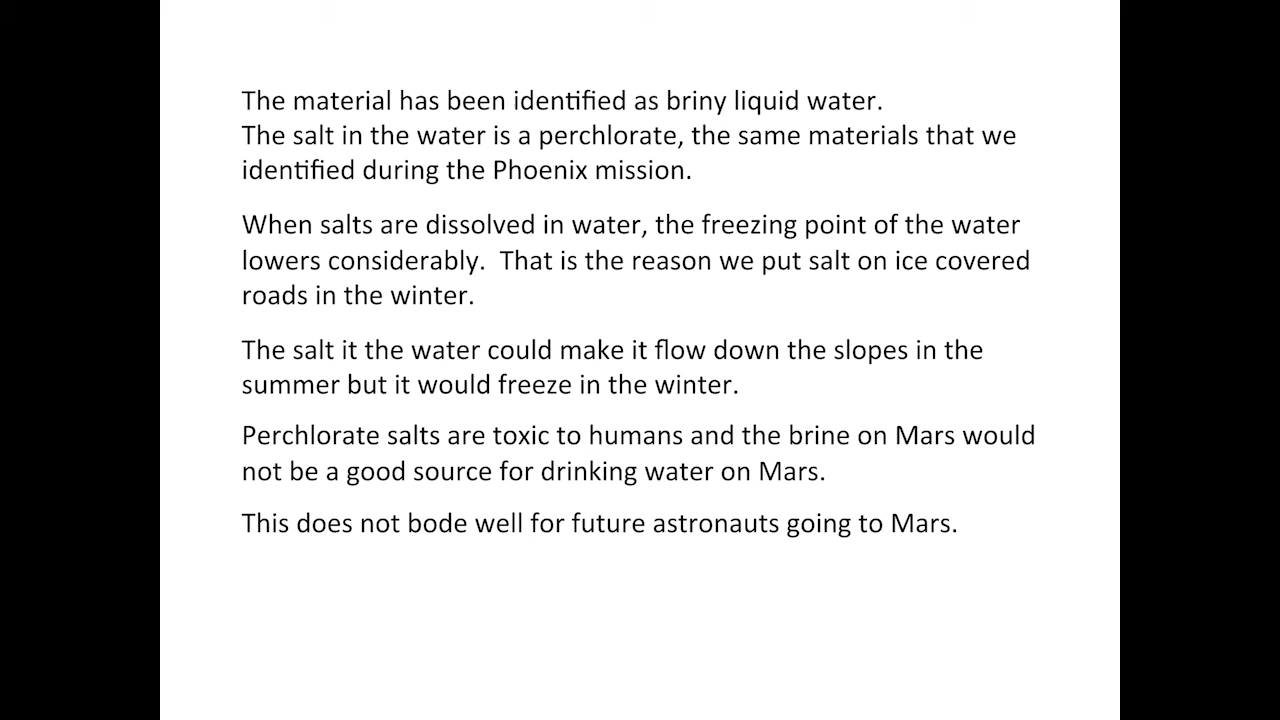 The material has been identified as briny liquid water.
The salt in the water is a perchlorate, the same materials that we
identified during the Phoenix mission.
When salts are dissolved in water, the freezing point of the water
lowers considerably.  That is the reason we put salt on ice covered
roads in the winter.
The salt it the water could make it flow down the slopes in the
summer but it would freeze in the winter.
Perchlorate salts are toxic to humans and the brine on Mars would
not be a good source for drinking water on Mars.
This does not bode well for future astronauts going to Mars.